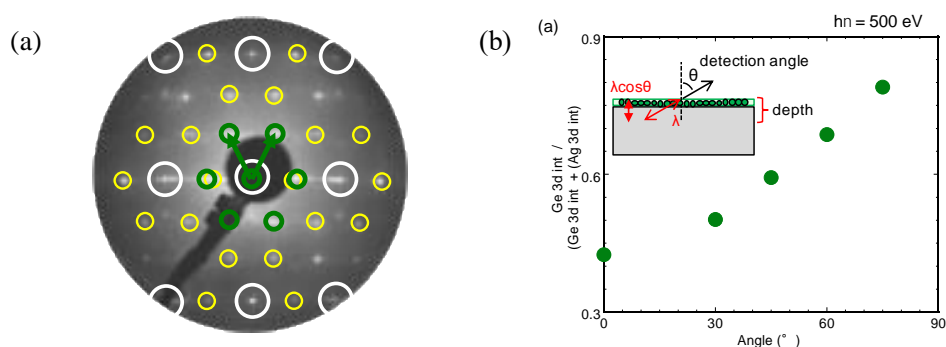 (a)
(b)
(a)
hn = 500 eV
0.9
0.6
0.3
Ge 3d int /
(Ge 3d int + (Ag 3d int)
λcosθ
θ
detection angle
λ
depth
0
30
60
90
Angle (°)